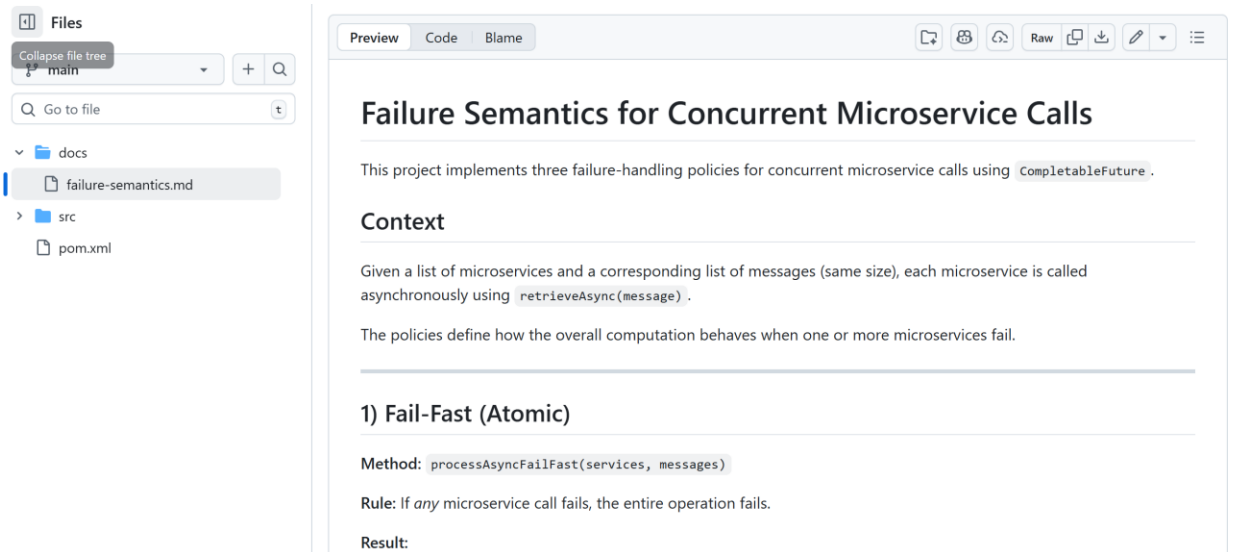 Files
Collapse file tree
main
Go to file
t
docs
failure-semantics.md
src
pom.xml
Preview
Code
Blame
Raw
Failure Semantics for Concurrent Microservice Calls
This project implements three failure-handling policies for concurrent microservice calls using CompletableFuture.
Context
Given a list of microservices and a corresponding list of messages (same size), each microservice is called
asynchronously using retrieveAsync(message).
The policies define how the overall computation behaves when one or more microservices fail.
1) Fail-Fast (Atomic)
Method: processAsyncFailFast(services, messages)
Rule: If any microservice call fails, the entire operation fails.
Result: